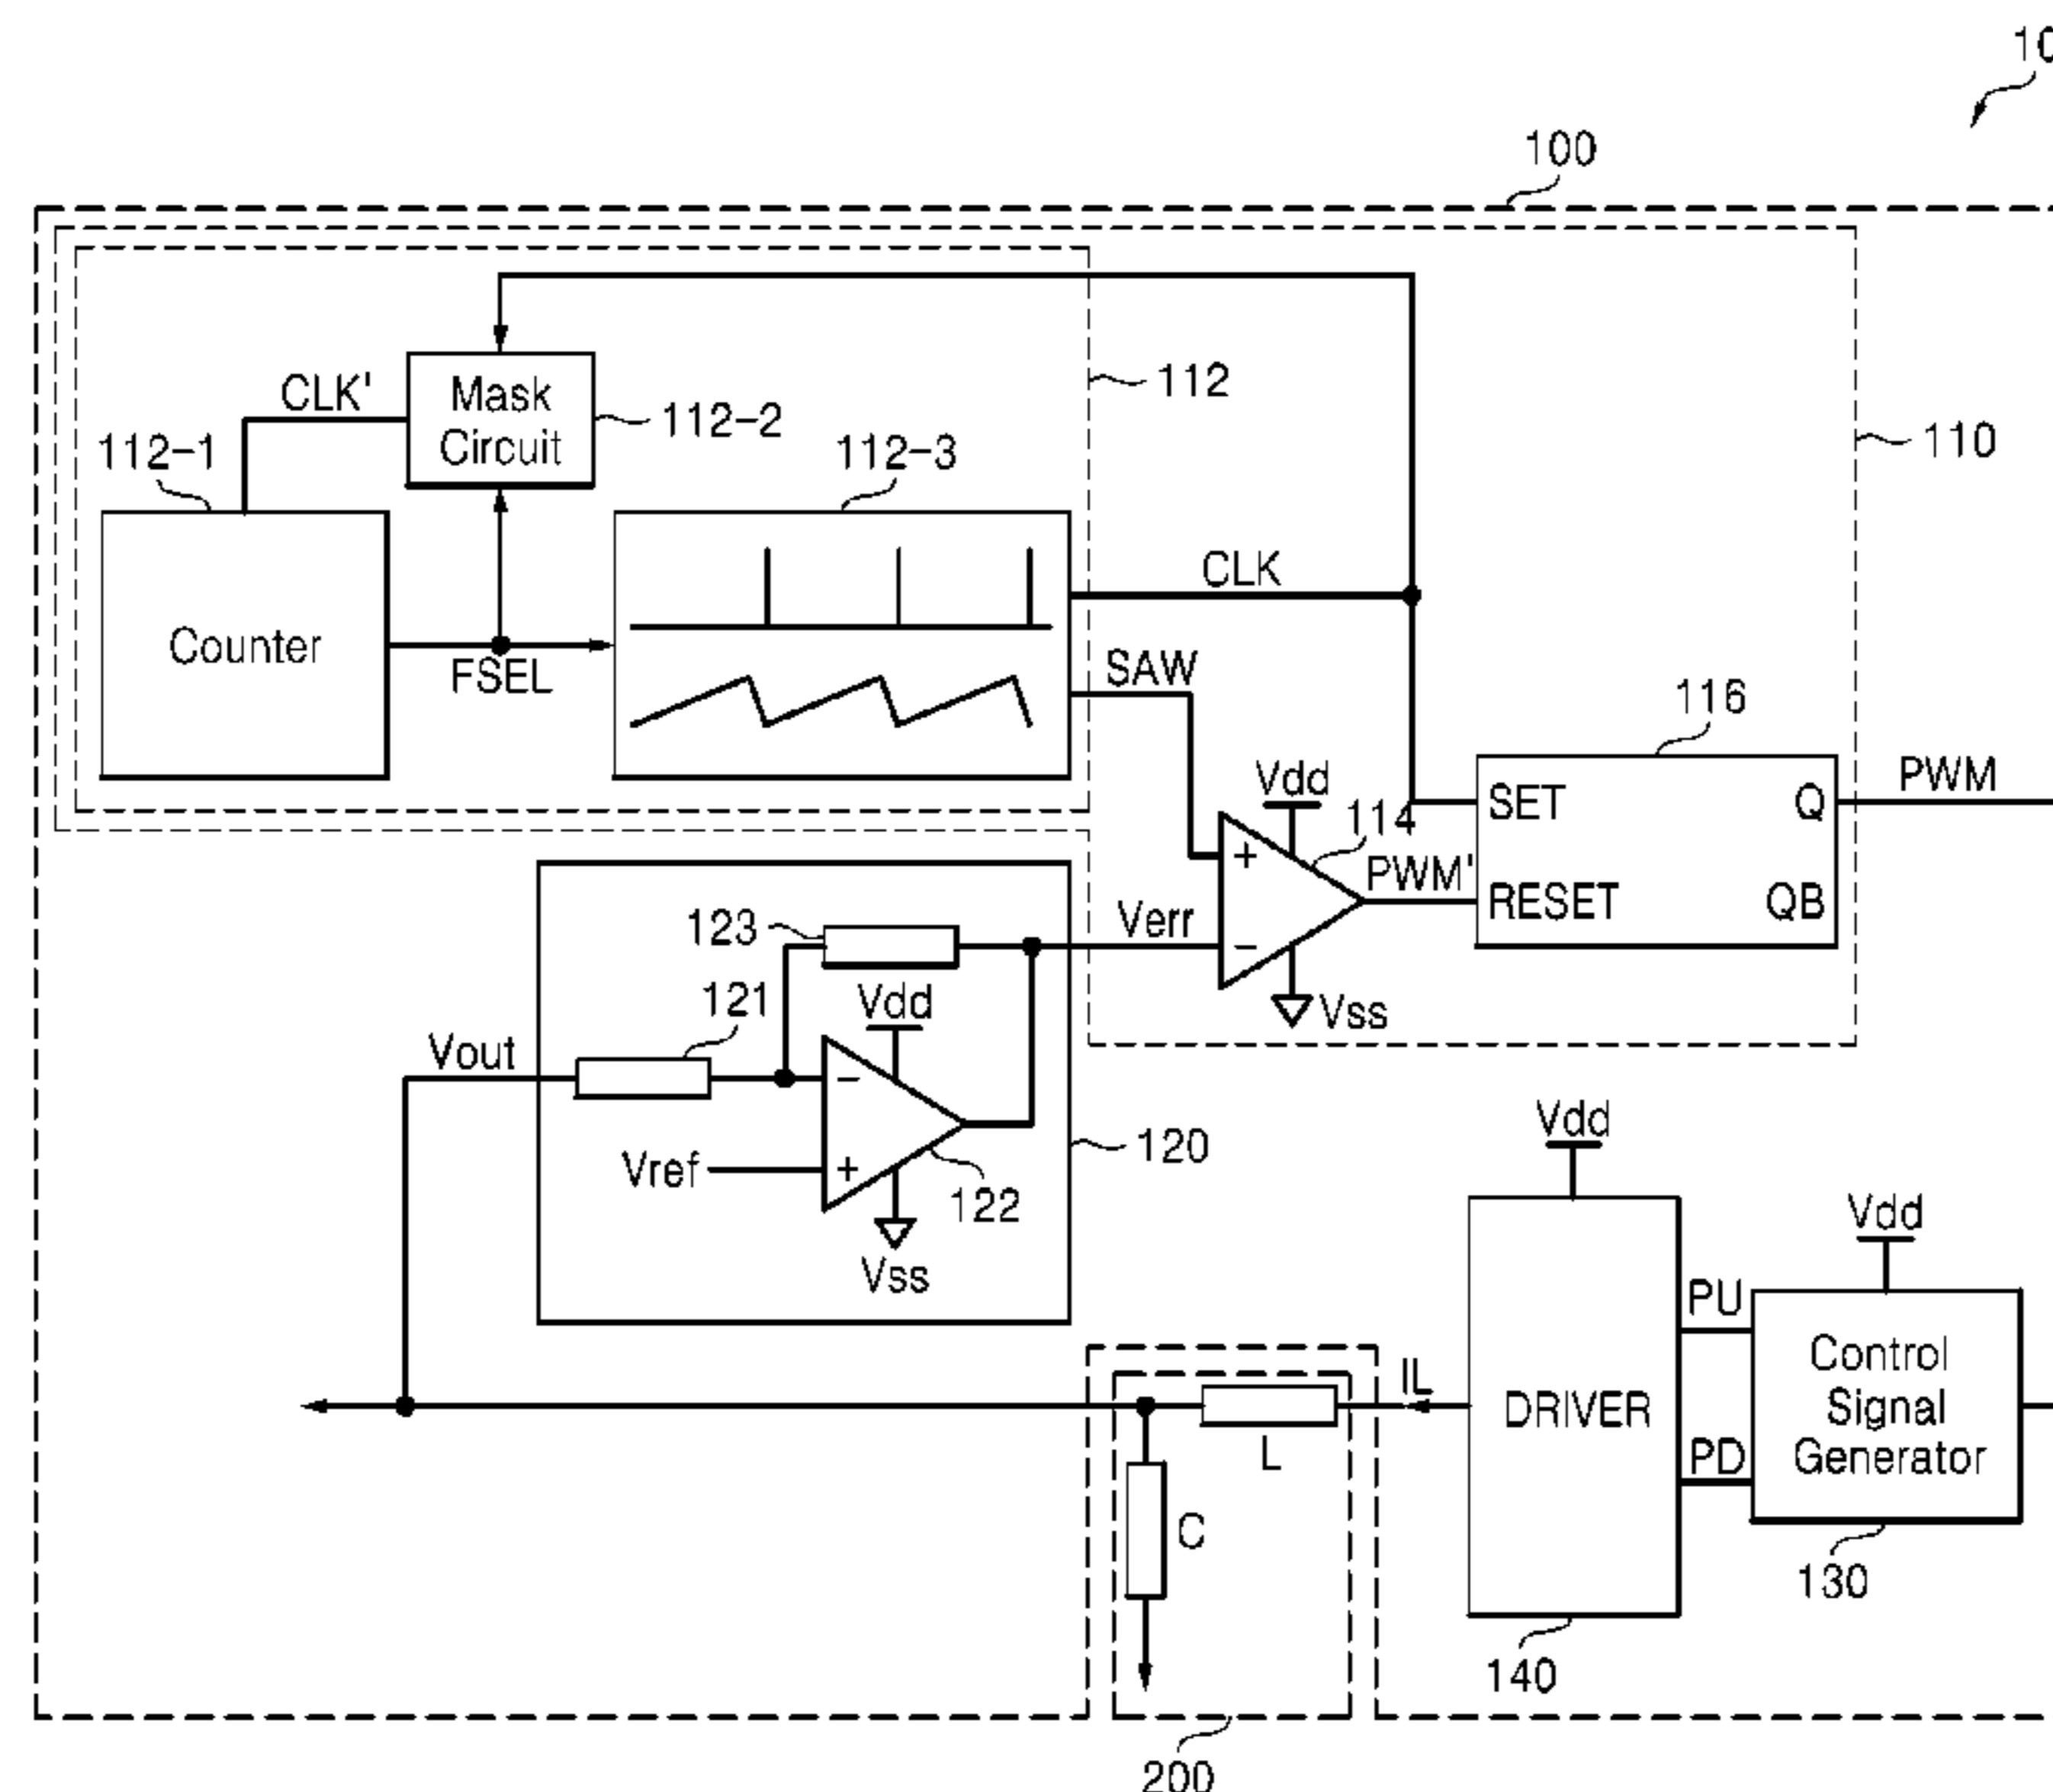 10
100
CLK'
Mask
Circuit
112-2
112
110
112-1
112-3
Counter
FSEL
CLK
SAW
116
Vdd
114
SET
Q
PWM
PWM'
RESET
QB
123
Verr
Vss
121
Vdd
Vout
Vref
122
120
Vss
Vdd
Vdd
PU
Control
Signal
Generator
IL
DRIVER
PD
L
C
130
140
200